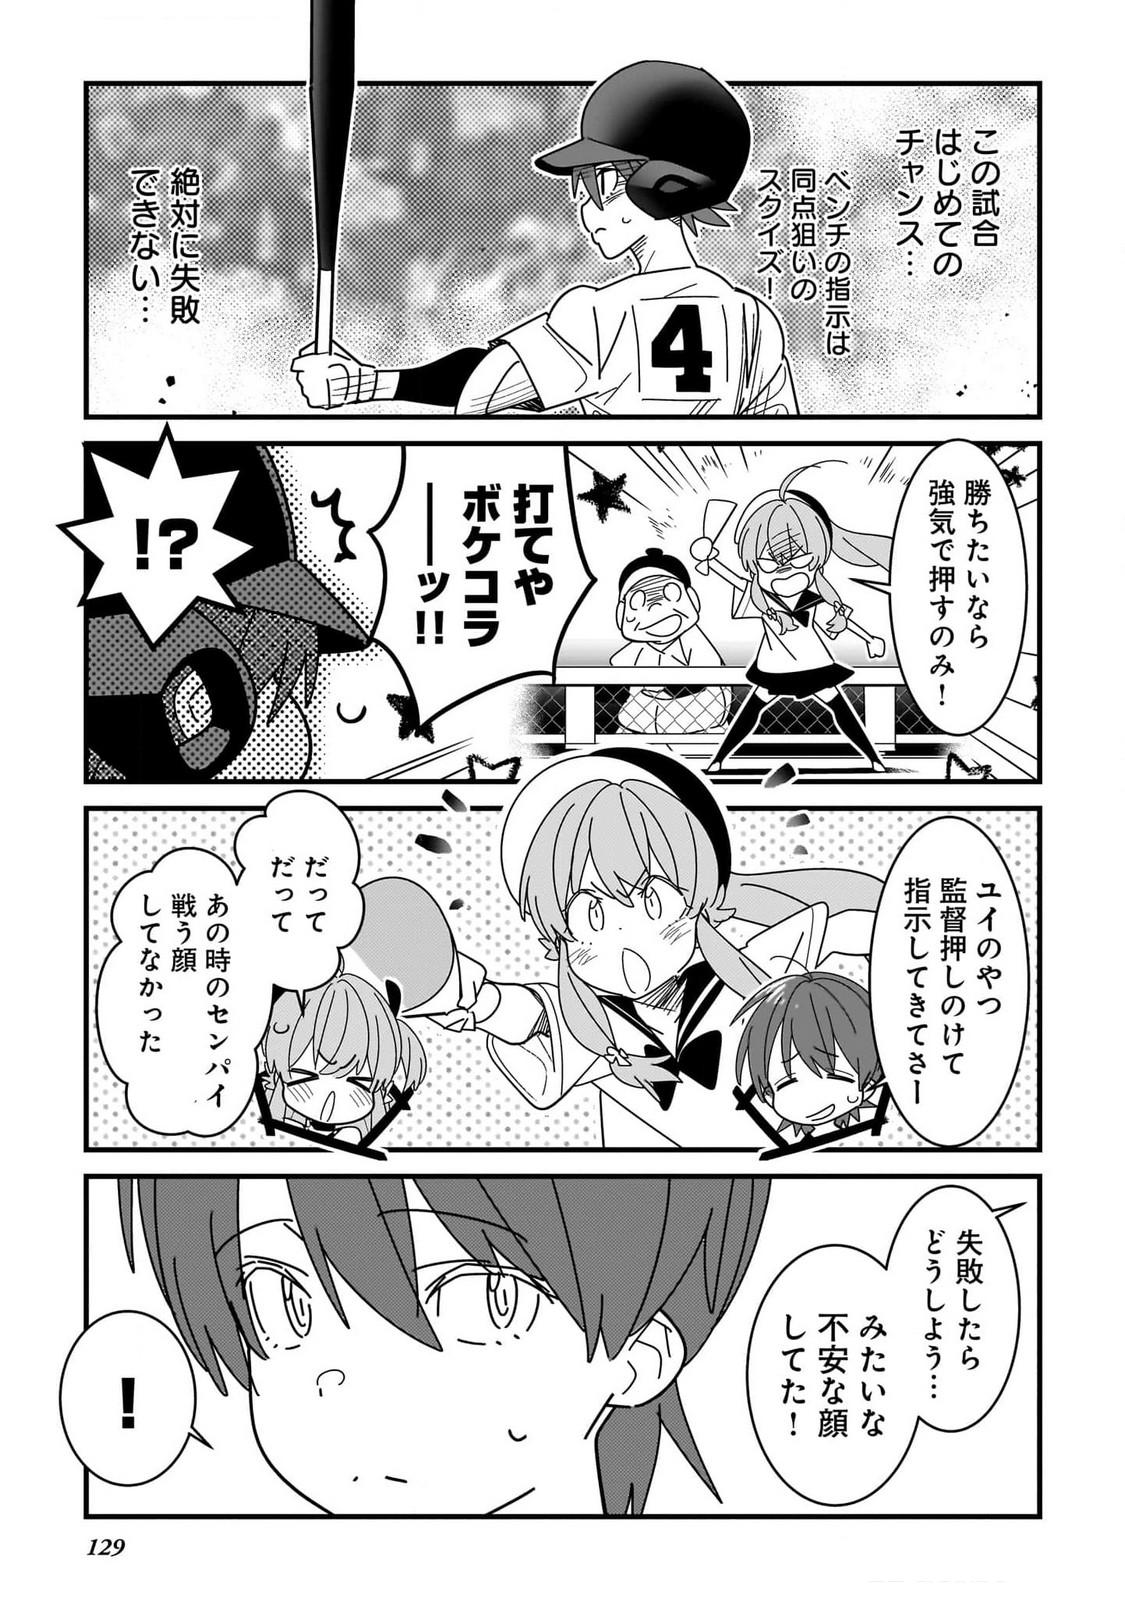 この試合
はじめての
チャンス…
ベンチの指示は
同点狙いの
スクイズ！
絶対に失敗
できない…
4
勝ちたいなら
強気で押すのみ！
打てや
ボケコラ
ーーッ!!
!?
ユイのやつ
監督押しのけて
指示してきてさー
だって
だって
あの時のセンパイ
戦う顔
してなかった
失敗したら
どうしよう…
みたいな
不安な顔
してた！
！
129